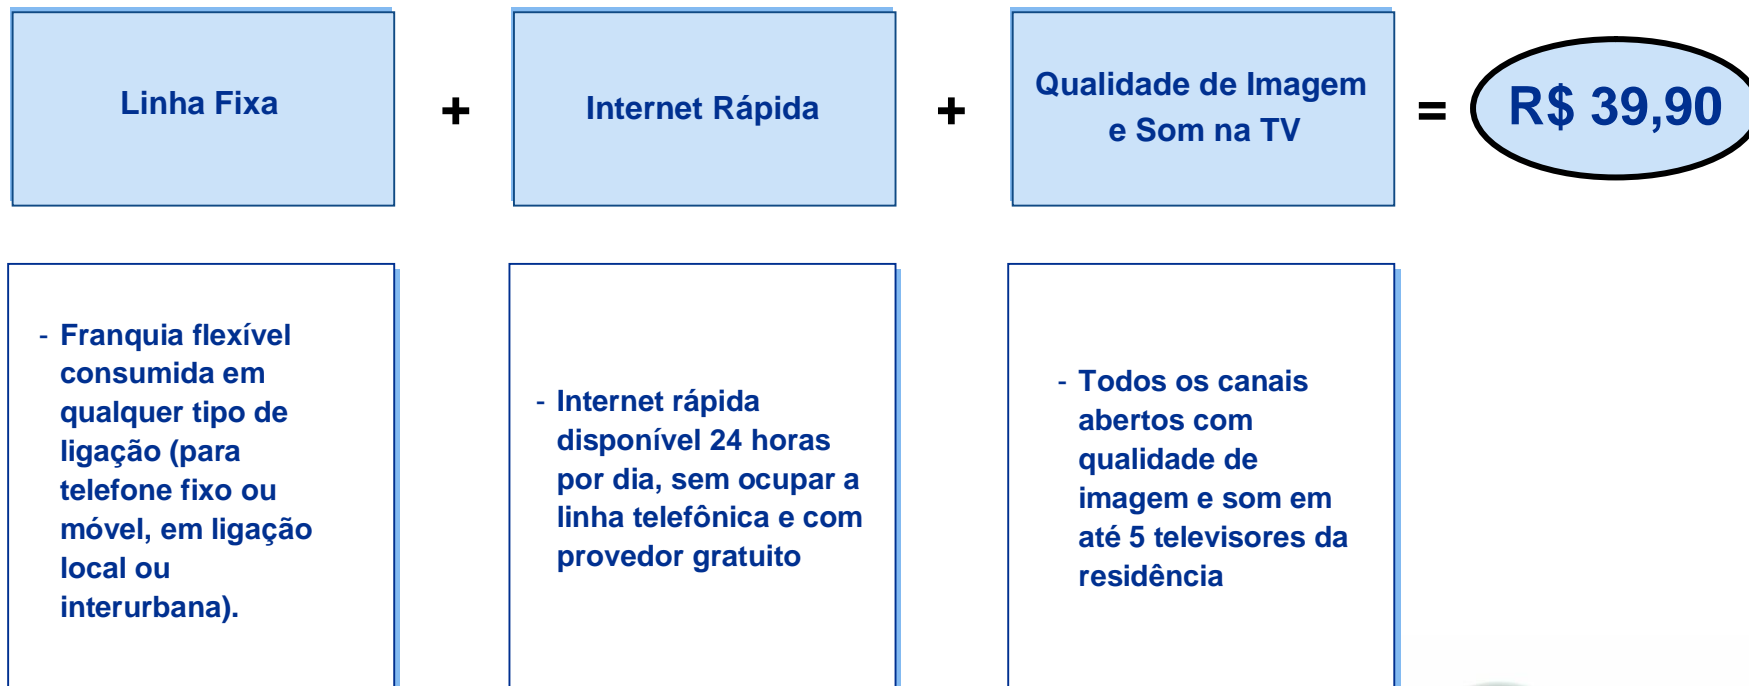 Linha Fixa
+
Internet Rápida
+
Qualidade de Imagem
e Som na TV
=
R$ 39,90
- Franquia flexível
consumida em
qualquer tipo de
ligação (para
telefone fixo ou
móvel, em ligação
local ou
interurbana).
- Internet rápida
disponível 24 horas
por dia, sem ocupar a
linha telefônica e com
provedor gratuito
- Todos os canais
abertos com
qualidade de
imagem e som em
até 5 televisores da
residência